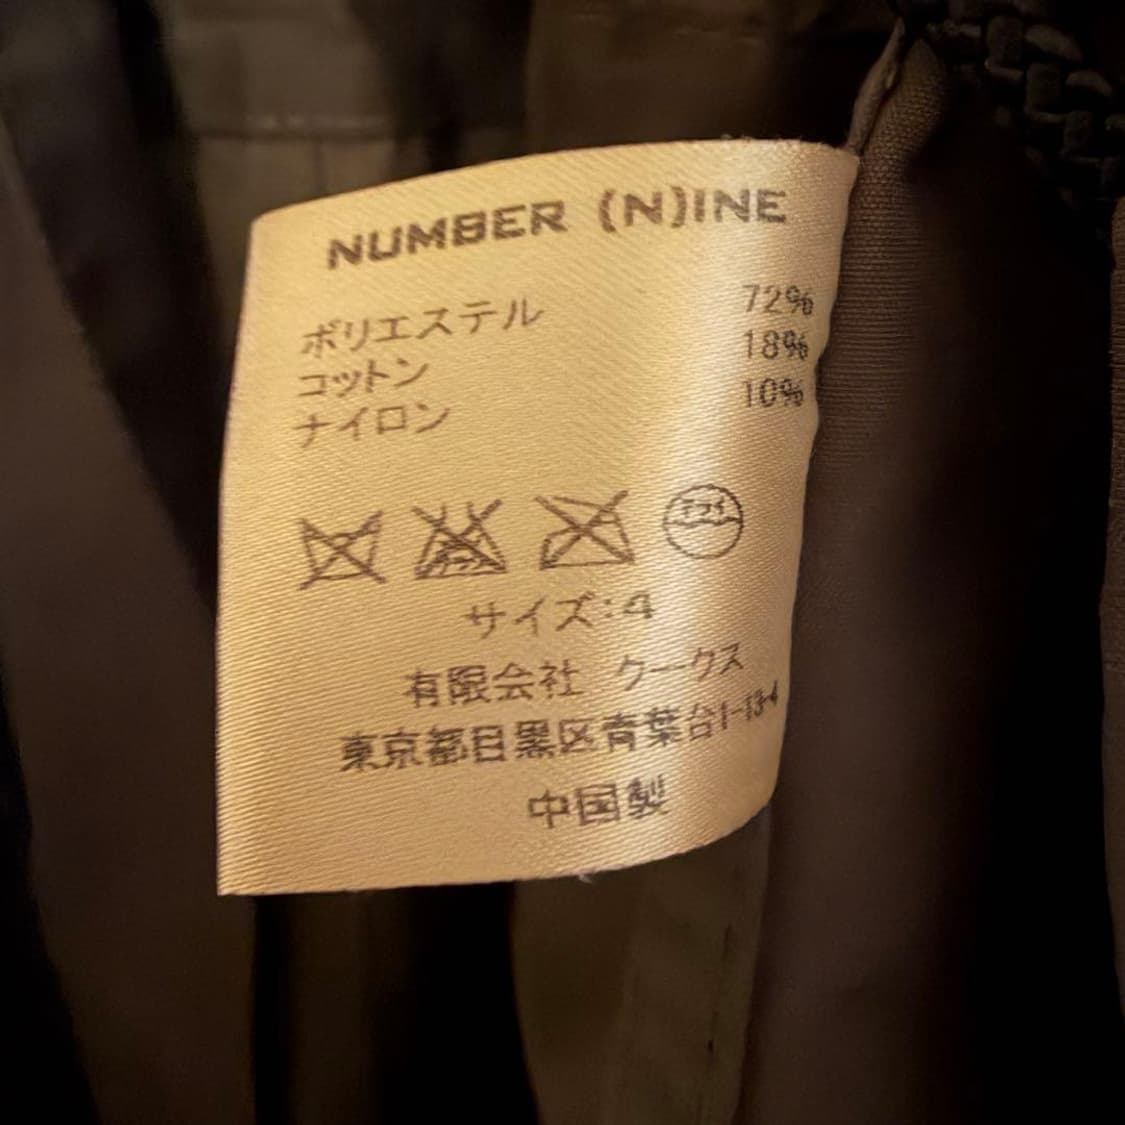 NUMBER (N)INE
ポリエステル 72%
コットン 18%
ナイロン 10%
サイズ:4
有限会社 クークス
東京都目黒区青葉台1-13-4
中国製